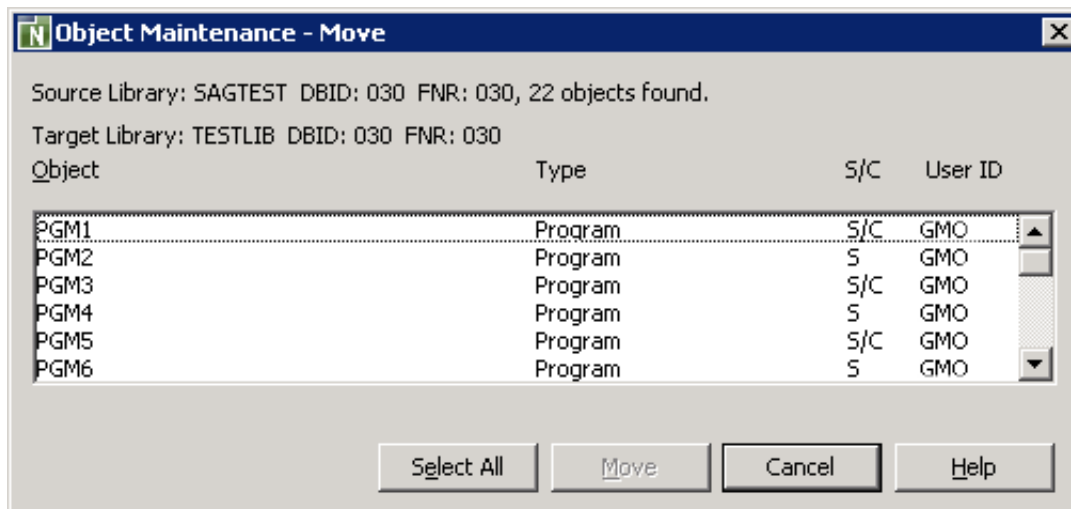 Object Maintenance - Move
Source Library: SAGTEST DBID: 030 FNR: 030, 22 objects found.
Target Library: TESTLIB DBID: 030 FNR: 030
Object Type S/C User ID
PGM1 Program S/C GMO
PGM2 Program S GMO
PGM3 Program S/C GMO
PGM4 Program S GMO
PGM5 Program S/C GMO
PGM6 Program S GMO
Select All Move Cancel Help